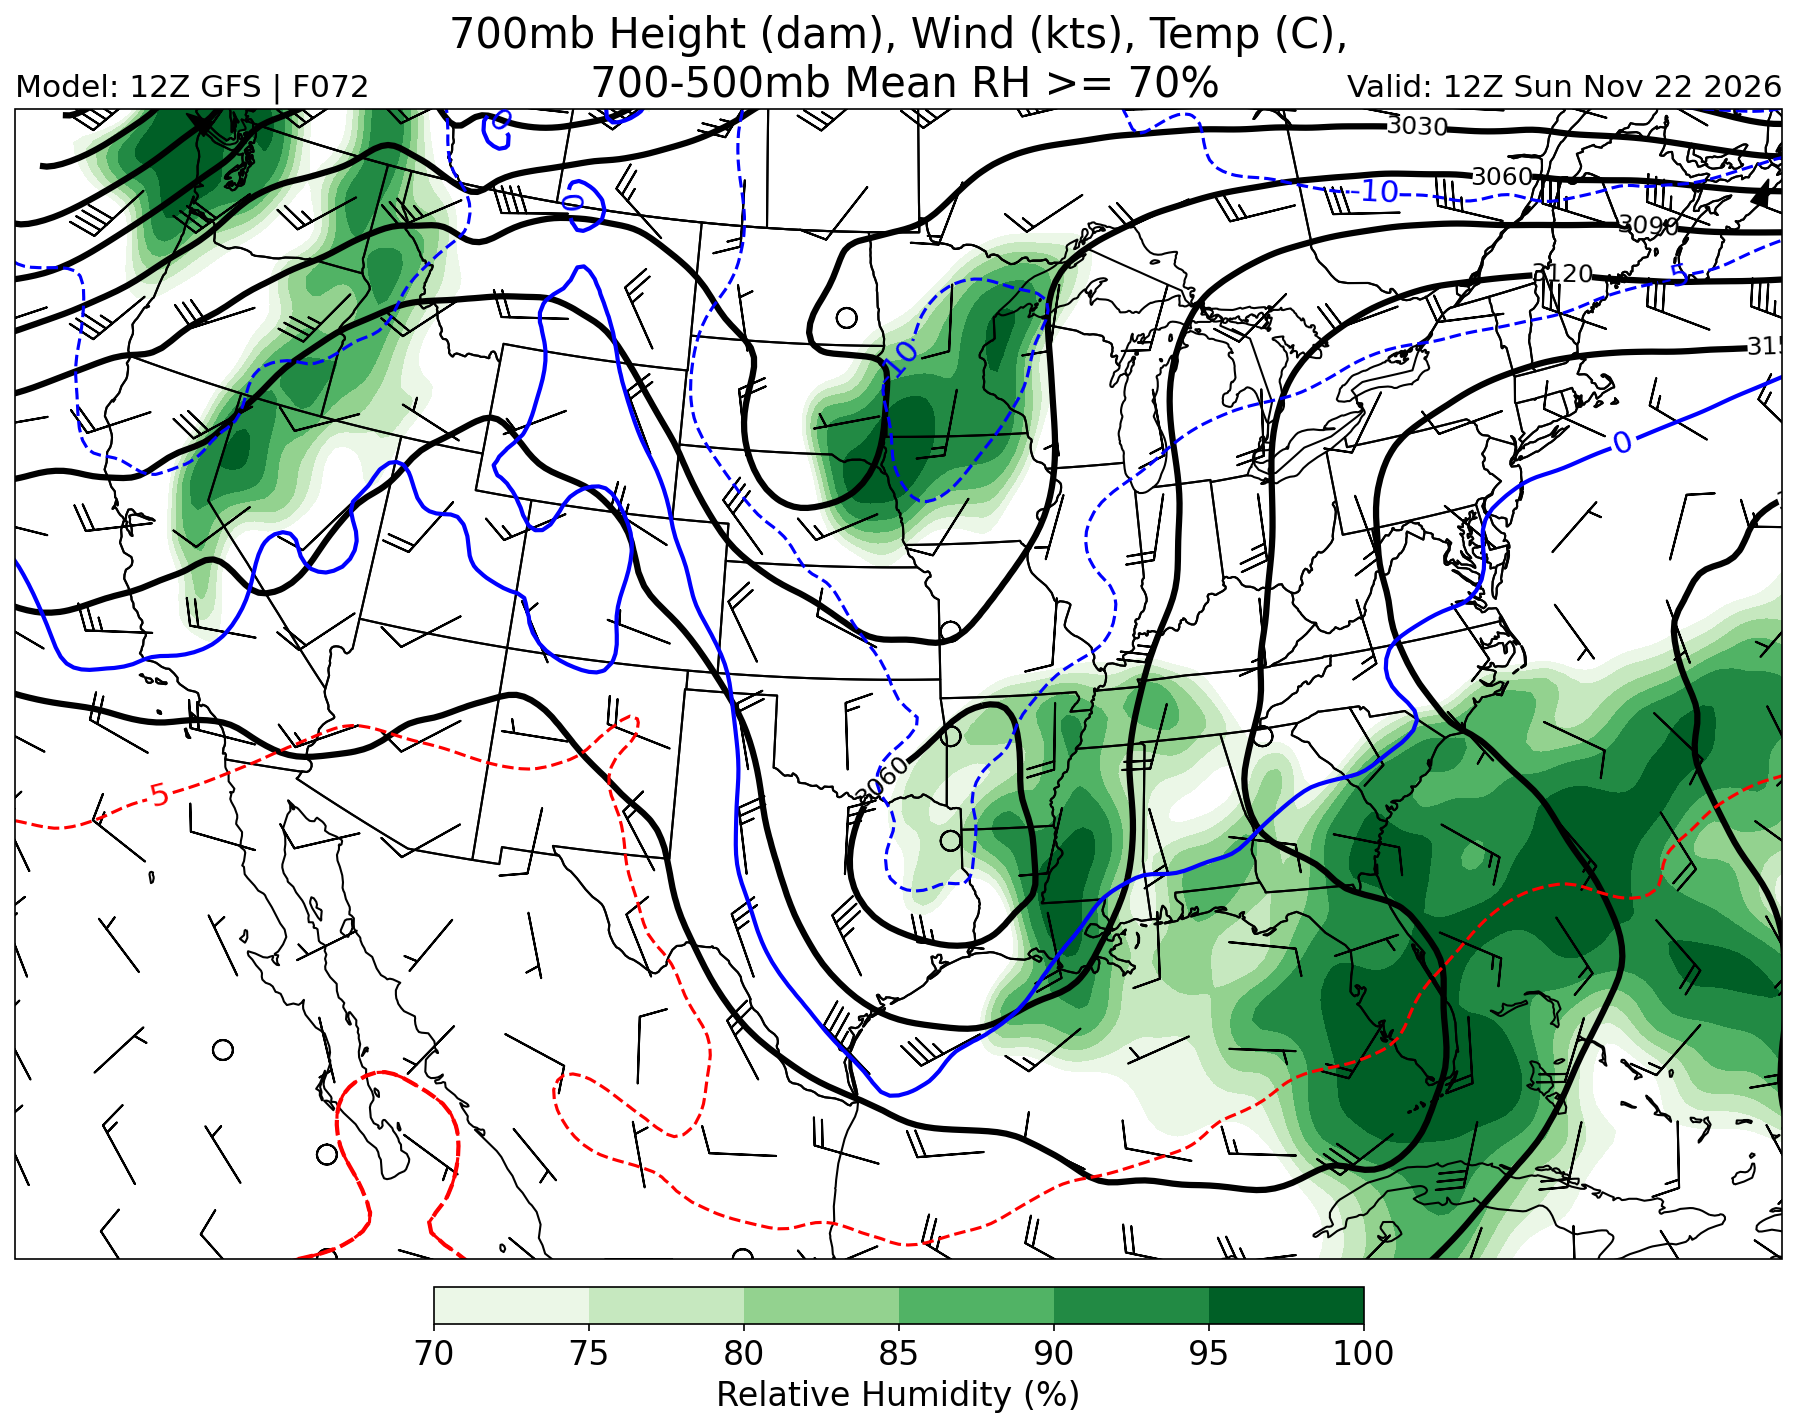 700mb Height (dam), Wind (kts), Temp (C),
700-500mb Mean RH >= 70%
Model: 12Z GFS | F072
Valid: 12Z Sun Nov 22 2026
0
3030
3060
-10
0
3090
5
3120
-10
315
0
3060
5
70 75 80 85 90 95 100
Relative Humidity (%)